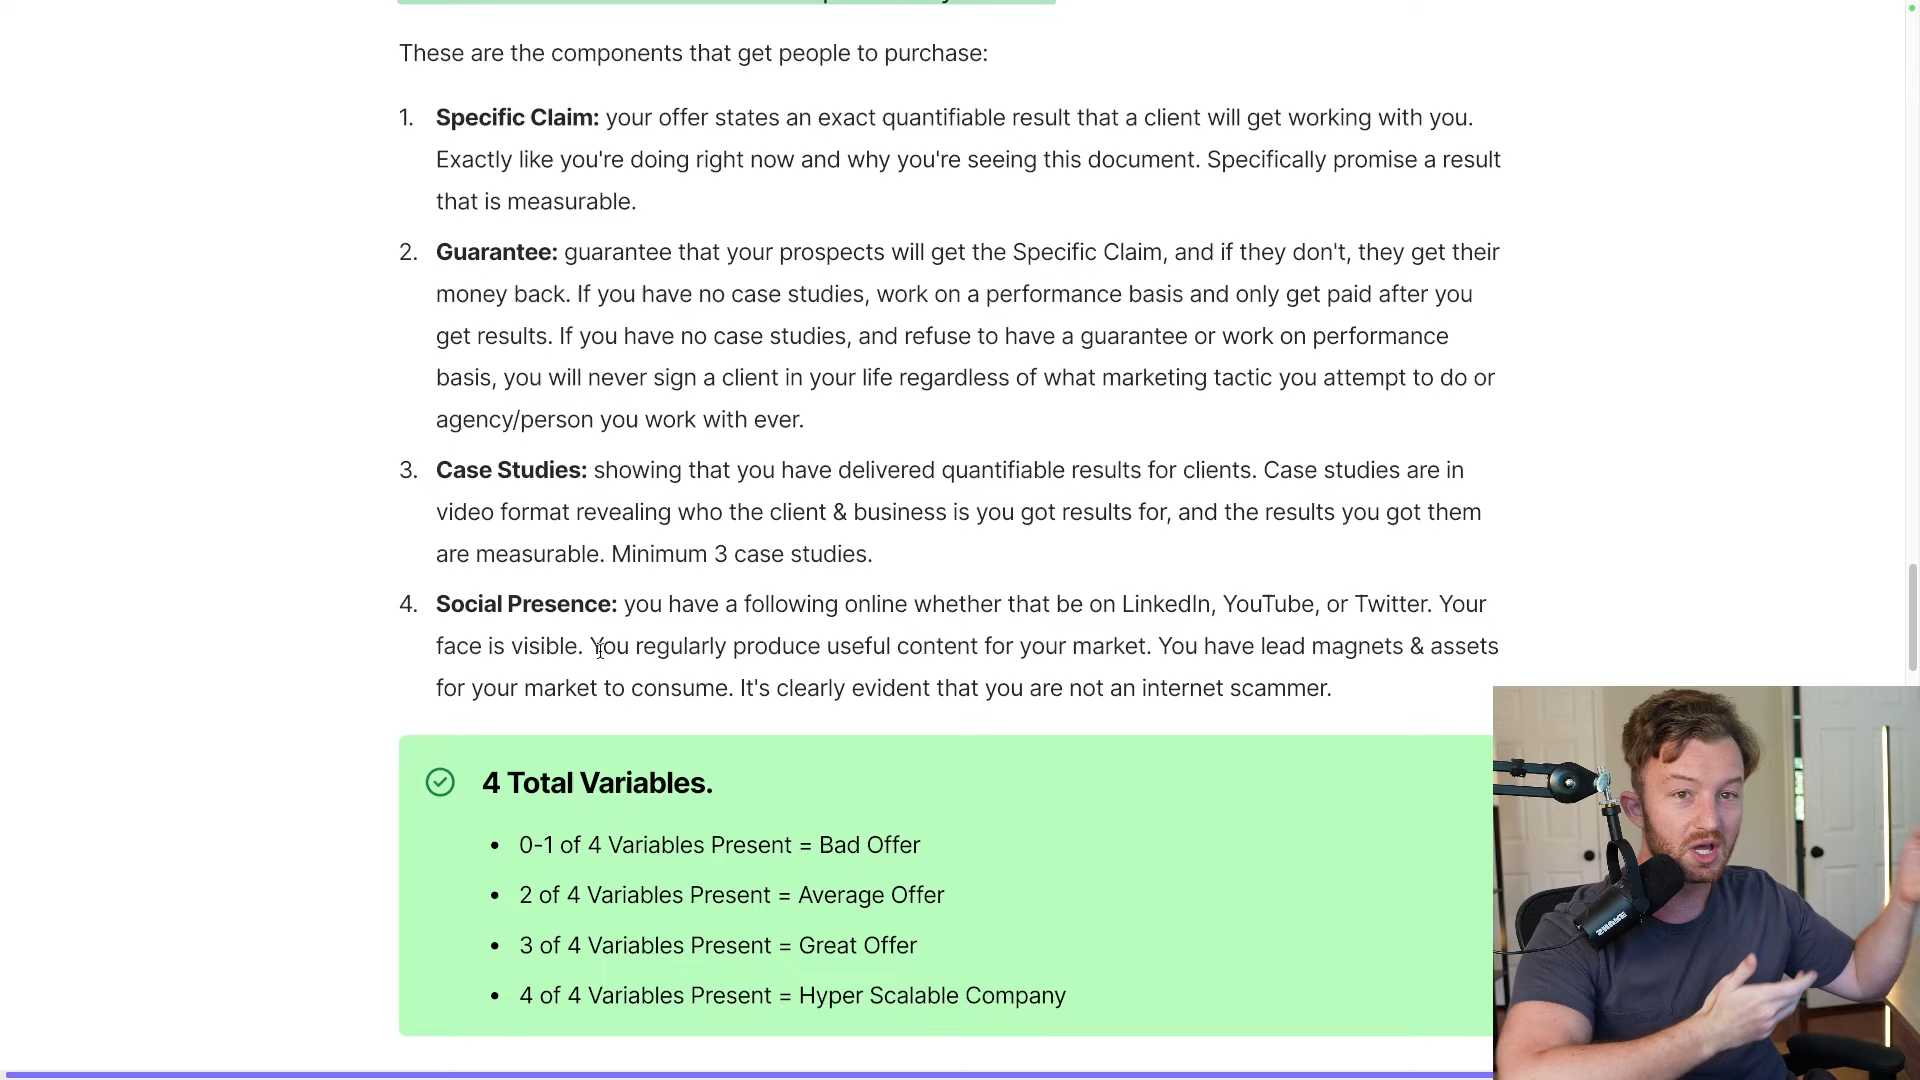 These are the components that get people to purchase:
1. Specific Claim: your offer states an exact quantifiable result that a client will get working with you.
Exactly like you're doing right now and why you're seeing this document. Specifically promise a result
that is measurable.
2. Guarantee: guarantee that your prospects will get the Specific Claim, and if they don't, they get their
money back. If you have no case studies, work on a performance basis and only get paid after you
get results. If you have no case studies, and refuse to have a guarantee or work on performance
basis, you will never sign a client in your life regardless of what marketing tactic you attempt to do or
agency/person you work with ever.
3. Case Studies: showing that you have delivered quantifiable results for clients. Case studies are in
video format revealing who the client & business is you got results for, and the results you got them
are measurable. Minimum 3 case studies.
4. Social Presence: you have a following online whether that be on LinkedIn, YouTube, or Twitter. Your
face is visible. You regularly produce useful content for your market. You have lead magnets & assets
for your market to consume. It's clearly evident that you are not an internet scammer.
4 Total Variables.
• 0-1 of 4 Variables Present = Bad Offer
• 2 of 4 Variables Present = Average Offer
• 3 of 4 Variables Present = Great Offer
• 4 of 4 Variables Present = Hyper Scalable Company
SHURE